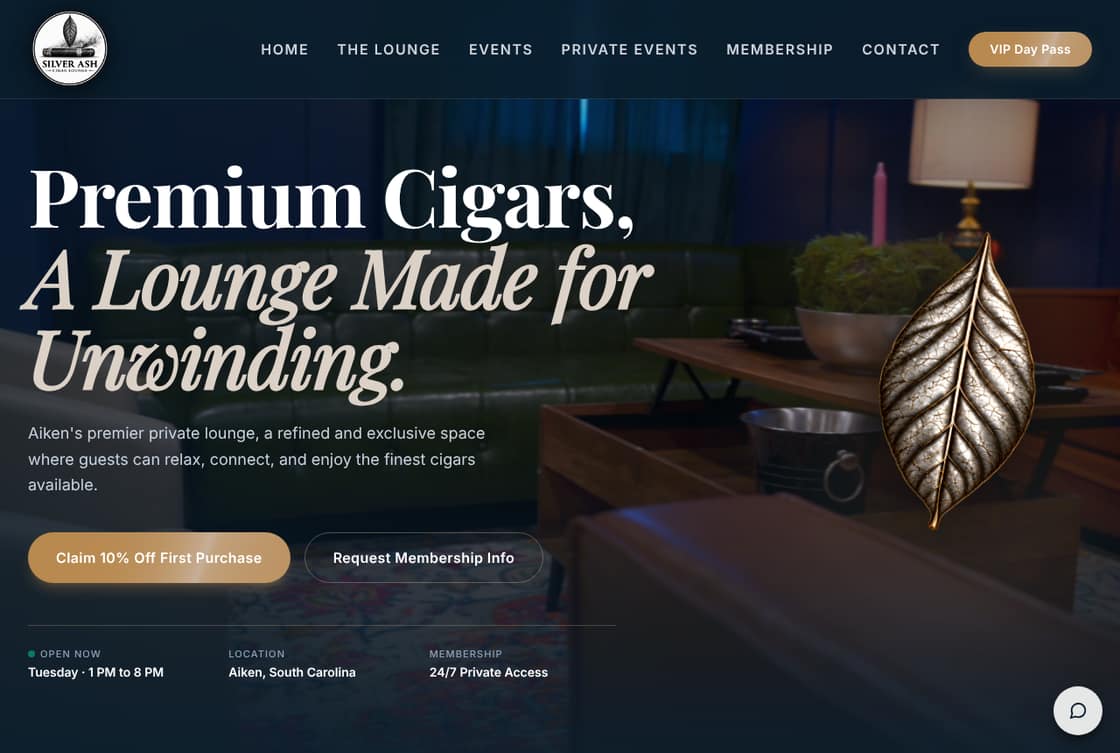 SILVER ASH
CIGAR LOUNGE
HOME
THE LOUNGE
EVENTS
PRIVATE EVENTS
MEMBERSHIP
CONTACT
VIP Day Pass
Premium Cigars,
A Lounge Made for
Unwinding.
Aiken's premier private lounge, a refined and exclusive space
where guests can relax, connect, and enjoy the finest cigars
available.
Claim 10% Off First Purchase
Request Membership Info
OPEN NOW
Tuesday · 1 PM to 8 PM
LOCATION
Aiken, South Carolina
MEMBERSHIP
24/7 Private Access